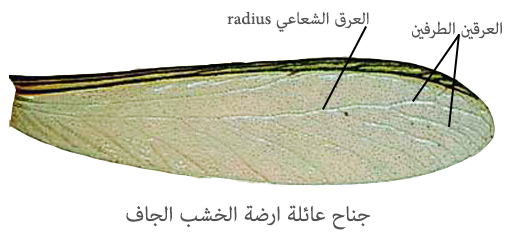 العرق الشعاعي radius
العرقين الطرفين
جناح عائلة ارضة الخشب الجاف